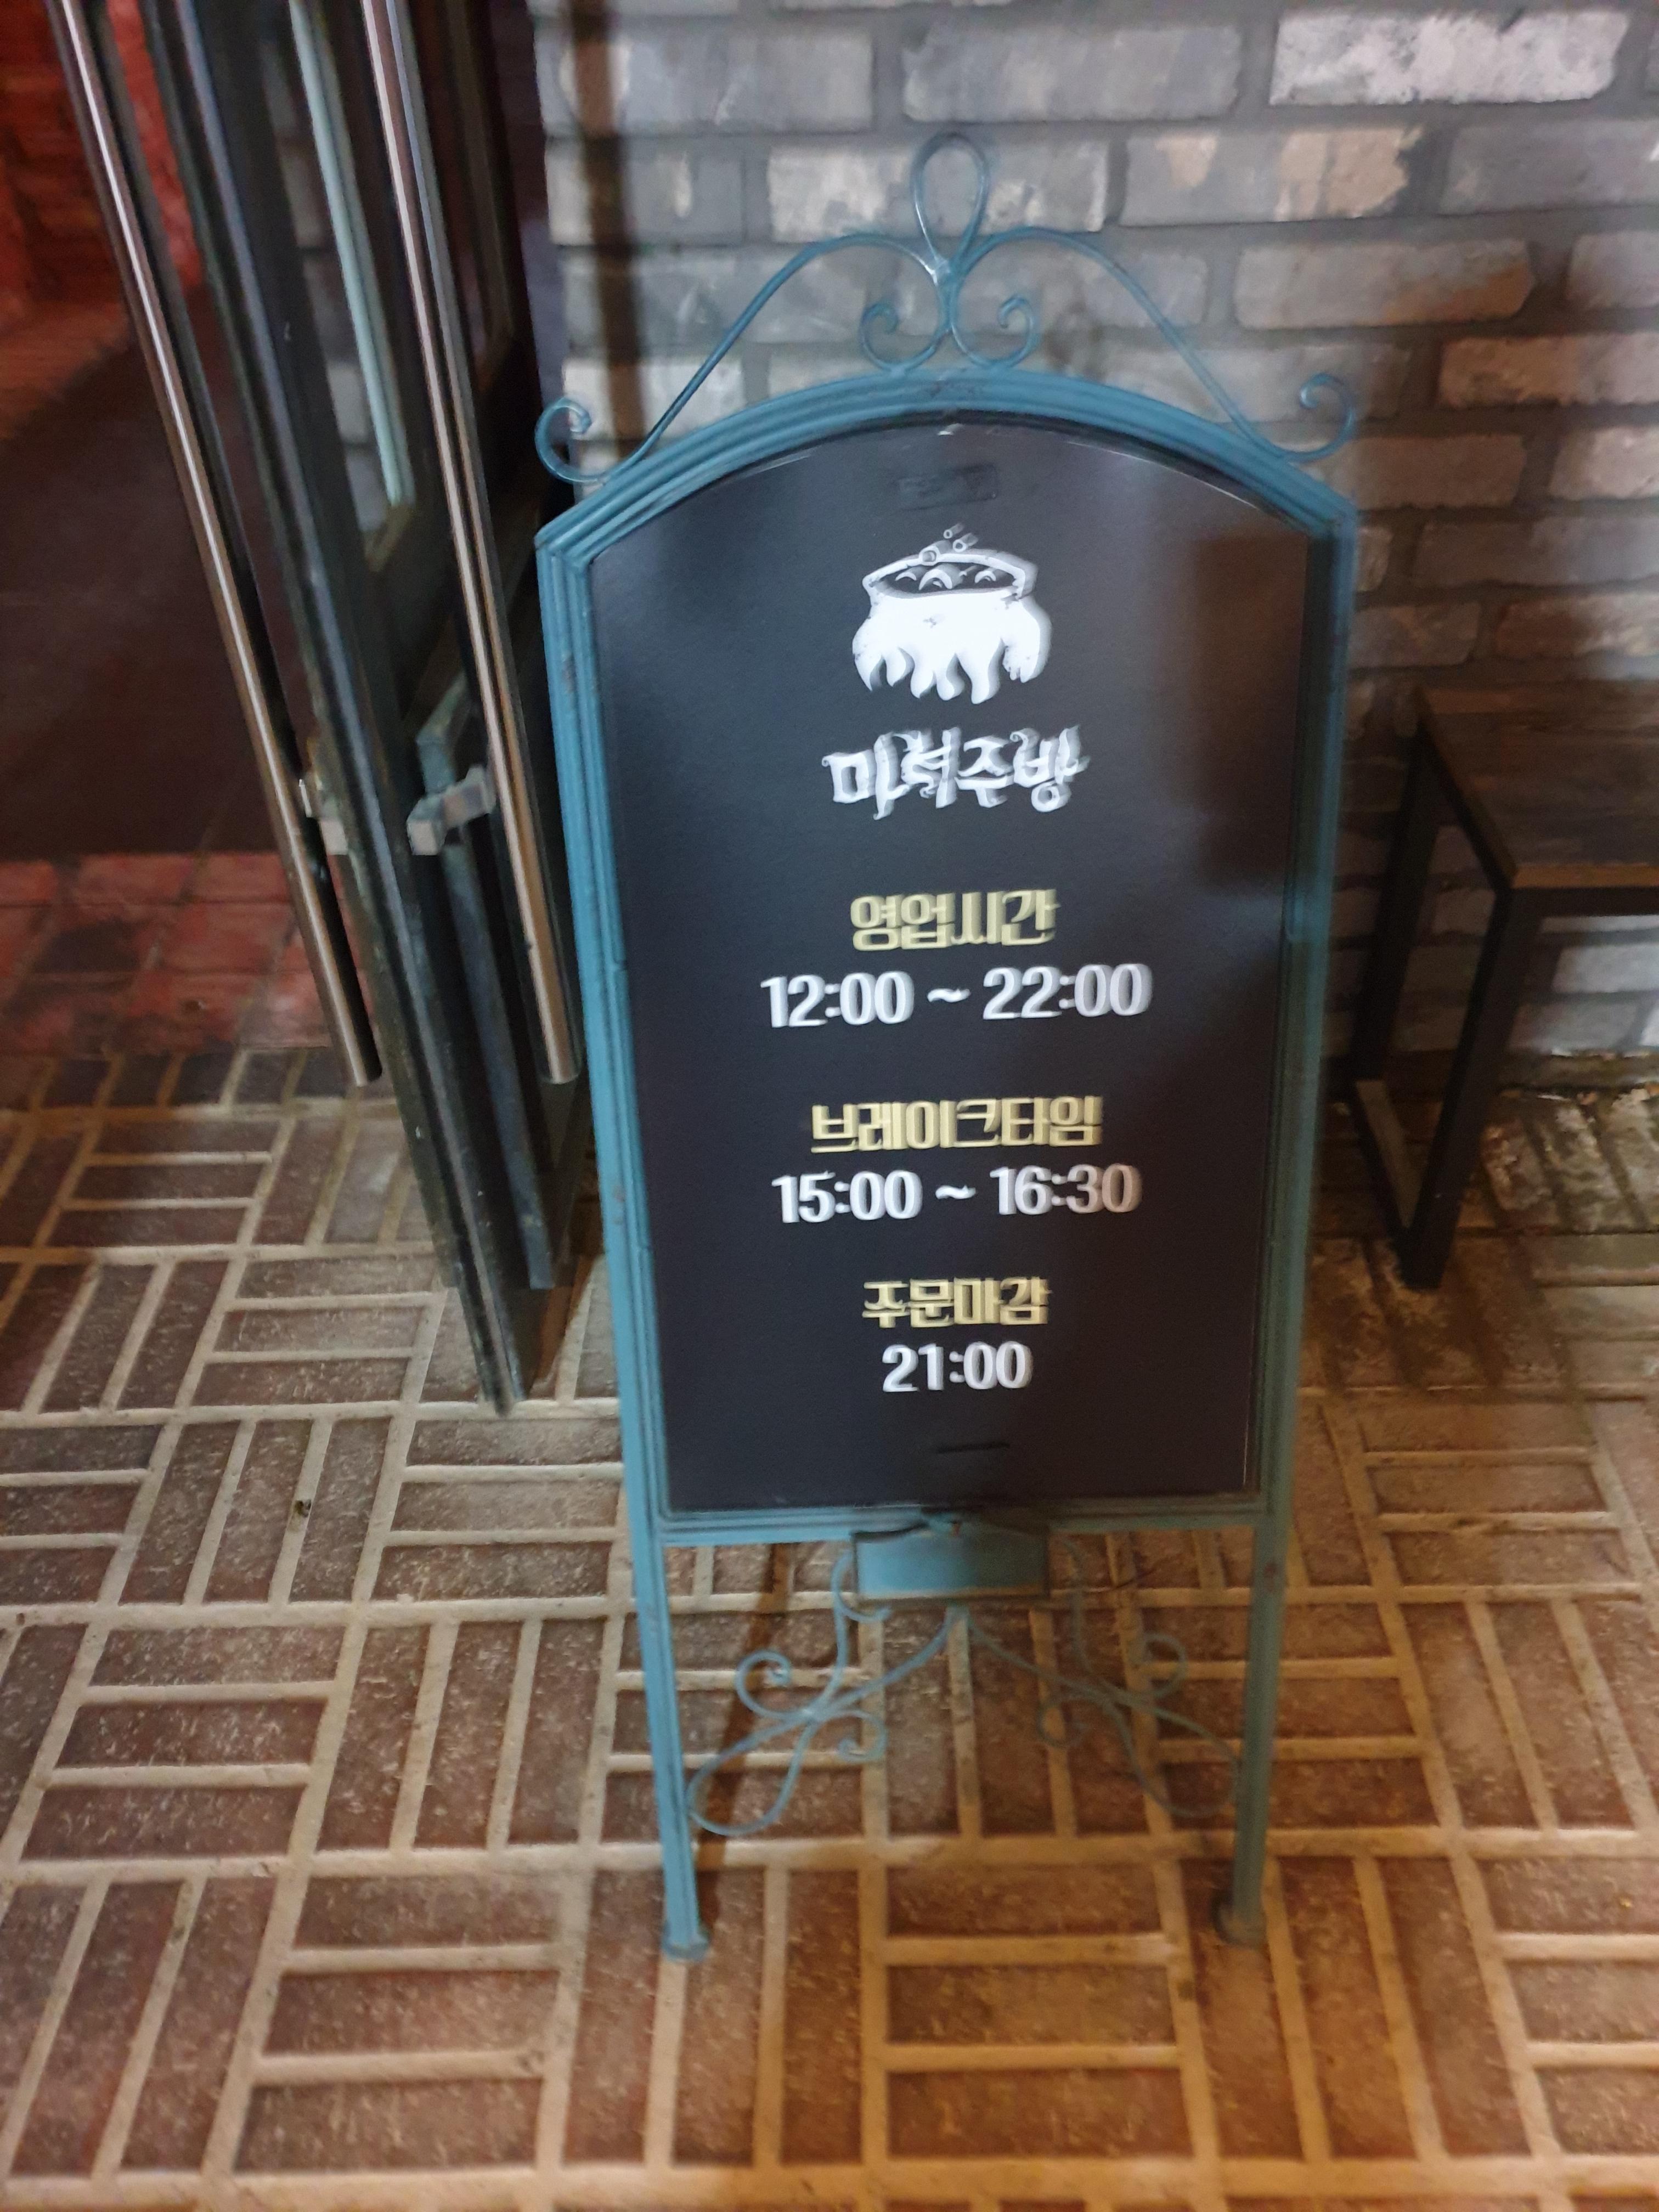 마력주방
영업시간
12:00 ~ 22:00
브레이크타임
15:00 ~ 16:30
주문마감
21:00